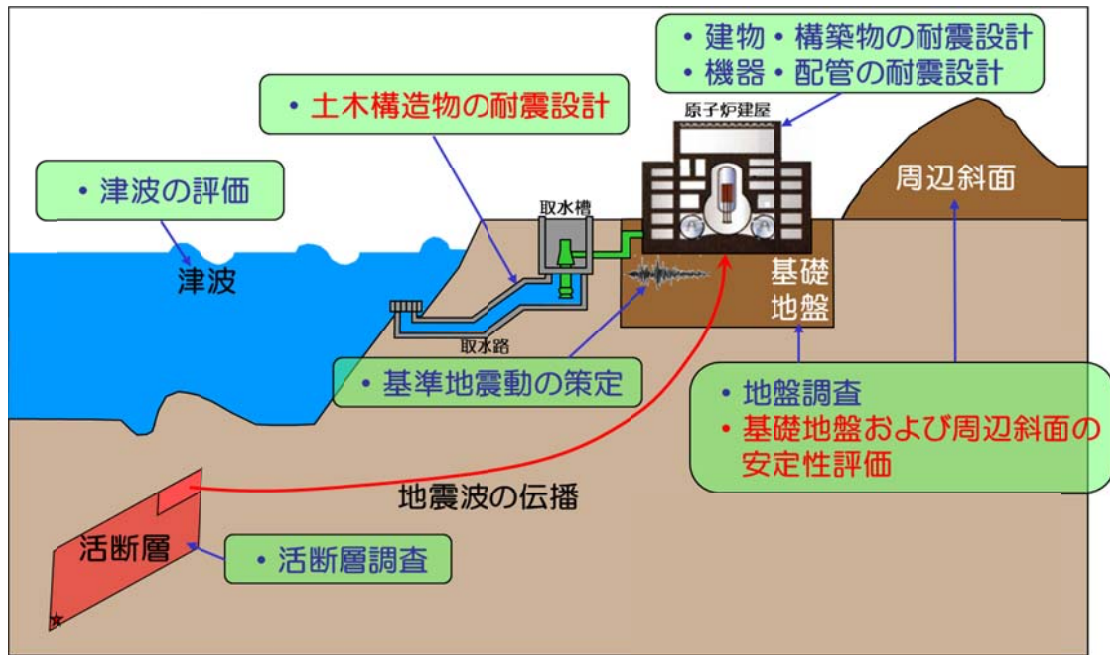 ・建物・構築物の耐震設計
・機器・配管の耐震設計
・土木構造物の耐震設計
原子炉建屋
周辺斜面
・津波の評価
取水槽
津波
基礎
地盤
取水路
・基準地震動の策定
・地盤調査
・基礎地盤および周辺斜面の
安定性評価
地震波の伝播
活断層
・活断層調査